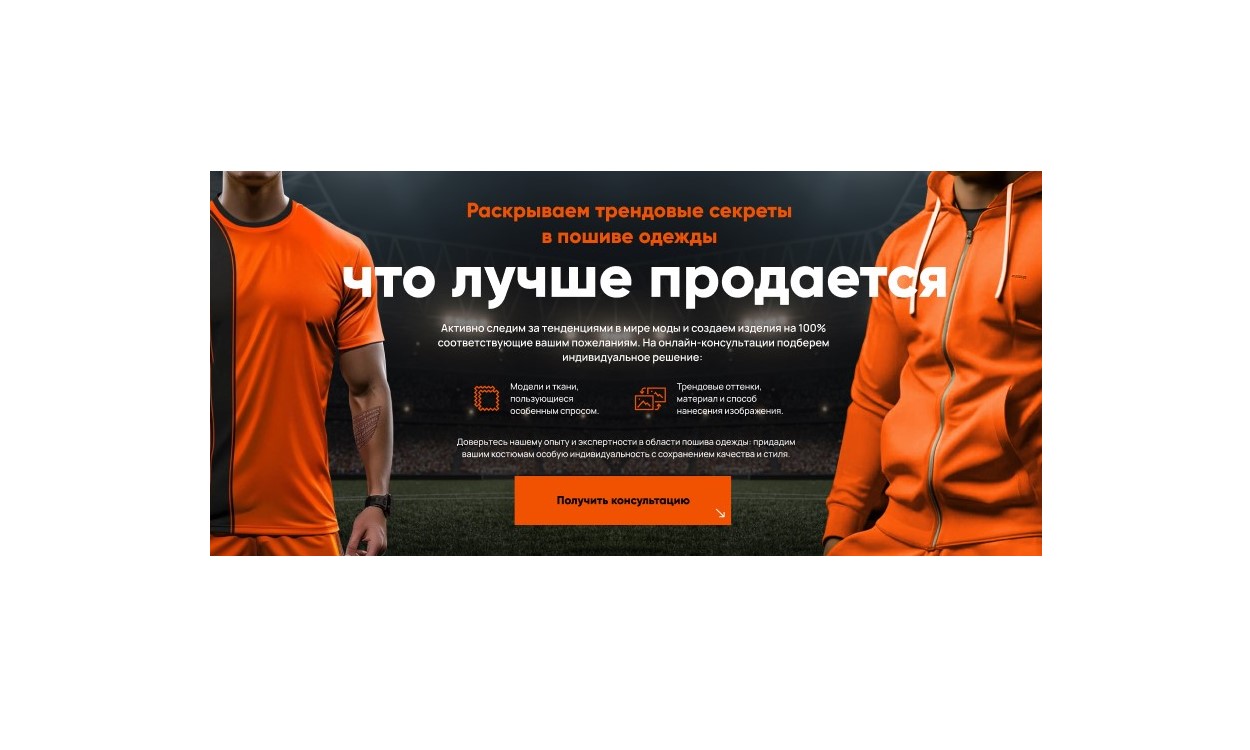 Раскрываем трендовые секреты
в пошиве одежды
что лучше продается
Активно следим за тенденциями в мире моды и создаем изделия на 100%
соответствующие вашим пожеланиям. На онлайн-консультации подберем
индивидуальное решение:
Модели и ткани,
пользующиеся
особенным спросом.
Трендовые оттенки,
материал и способ
нанесения изображения.
Доверьтесь нашему опыту и экспертности в области пошива одежды: придадим
вашим костюмам особую индивидуальность с сохранением качества и стиля.
Получить консультацию